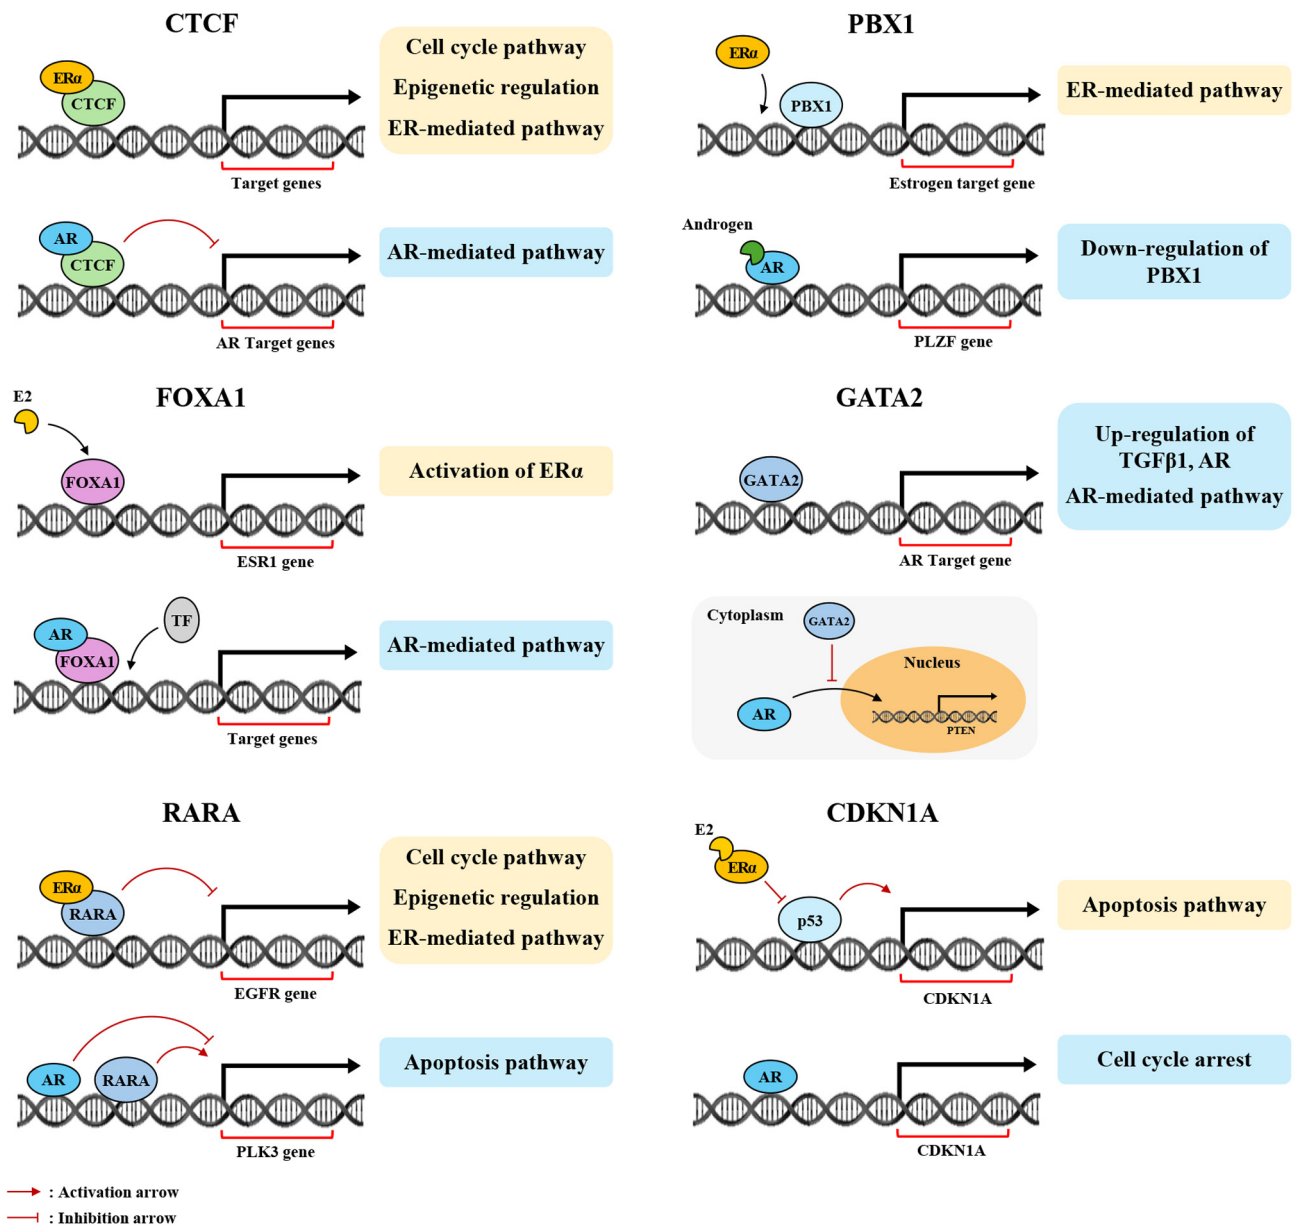 CTCF
ERα
CTCF
Target genes
Cell cycle pathway
Epigenetic regulation
ER-mediated pathway
AR
CTCF
AR Target genes
AR-mediated pathway
PBX1
ERα
PBX1
Estrogen target gene
ER-mediated pathway
Androgen
AR
PLZF gene
Down-regulation of
PBX1
FOXA1
E2
FOXA1
ESR1 gene
Activation of ERα
AR
FOXA1
TF
Target genes
AR-mediated pathway
GATA2
GATA2
AR Target gene
Up-regulation of
TGFβ1, AR
AR-mediated pathway
Cytoplasm
GATA2
Nucleus
AR
PTEN
RARA
ERα
RARA
EGFR gene
Cell cycle pathway
Epigenetic regulation
ER-mediated pathway
AR
RARA
PLK3 gene
Apoptosis pathway
CDKN1A
E2
ERα
p53
CDKN1A
Apoptosis pathway
AR
CDKN1A
Cell cycle arrest
: Activation arrow
: Inhibition arrow